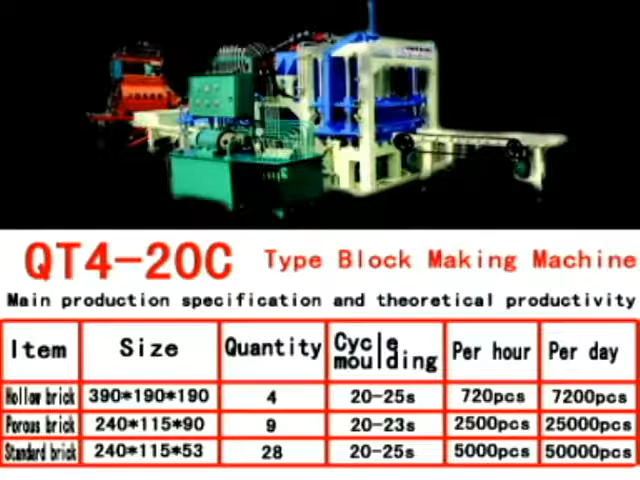 QT4-20C Type Block Making Machine
Main production specification and theoretical productivity
Item Size Quantity Cycle moulding Per hour Per day
Hollow brick 390*190*190 4 20-25s 720pcs 7200pcs
Porous brick 240*115*90 9 20-23s 2500pcs 25000pcs
Standard brick 240*115*53 28 20-25s 5000pcs 50000pcs